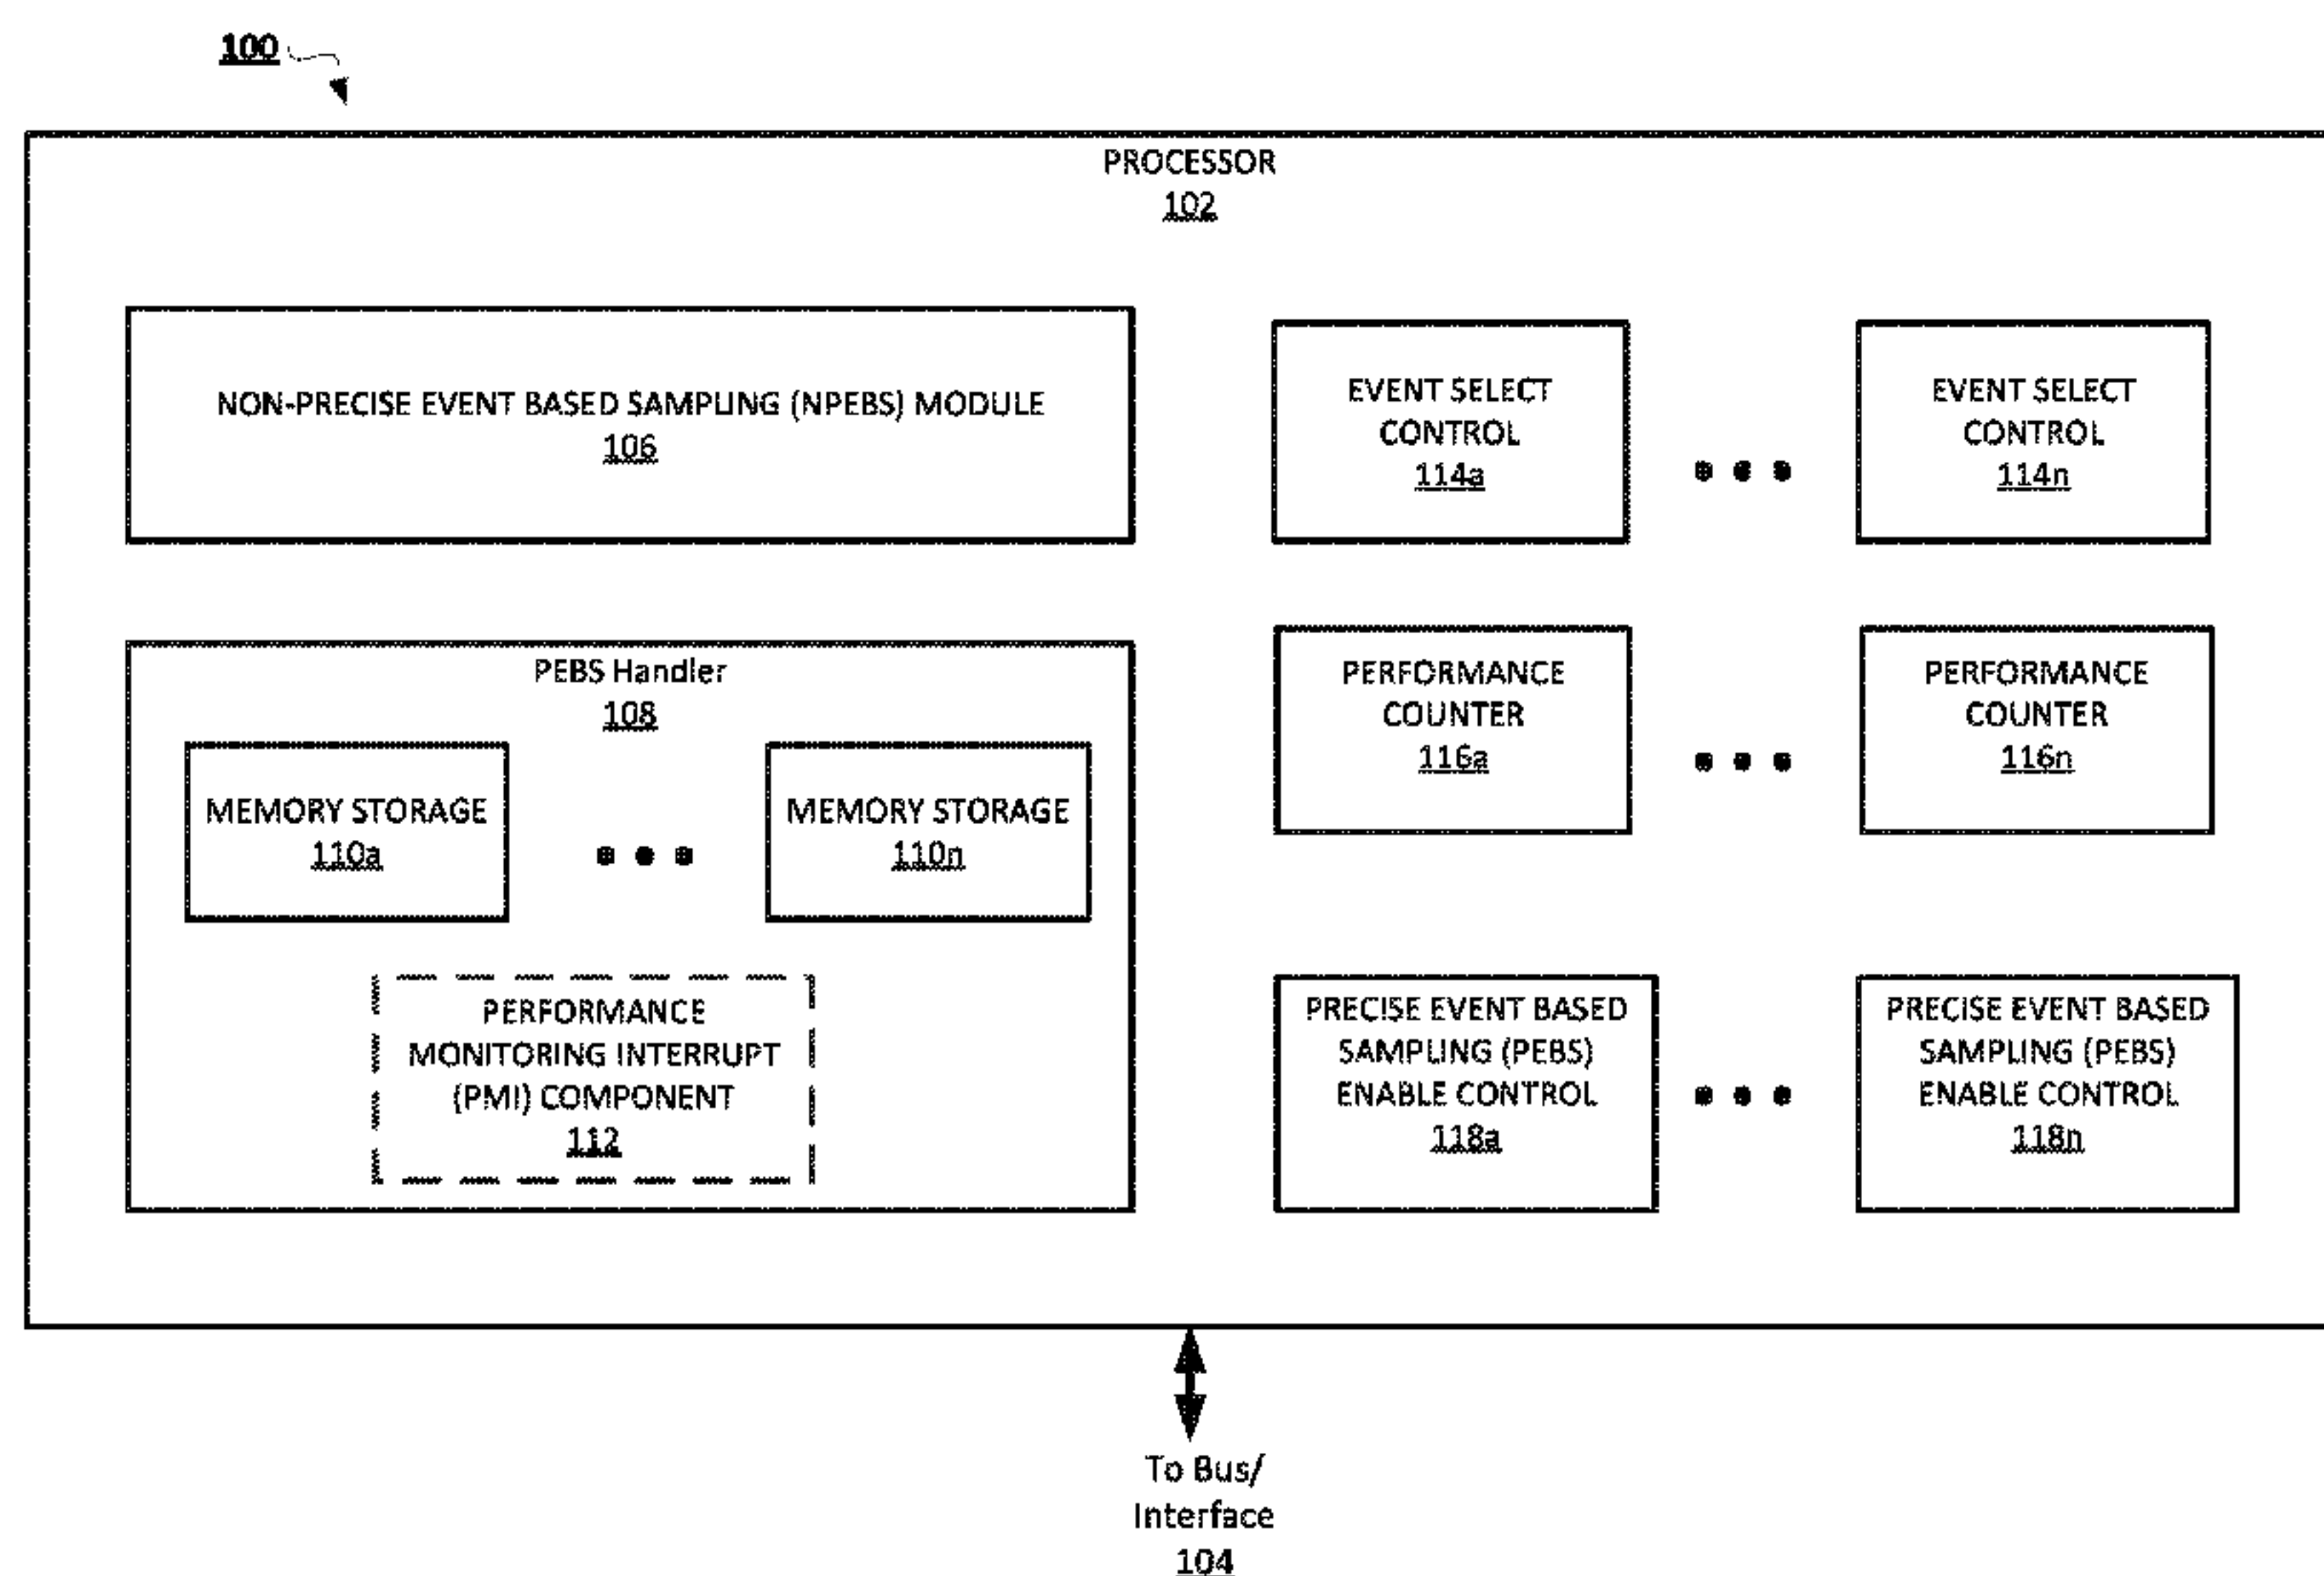 100
PROCESSOR
102
NON-PRECISE EVENT BASED SAMPLING (NPEBS) MODULE
106
EVENT SELECT
CONTROL
114a
EVENT SELECT
CONTROL
114n
PEBS Handler
108
MEMORY STORAGE
110a
MEMORY STORAGE
110n
PERFORMANCE
MONITORING INTERRUPT
(PMI) COMPONENT
112
PERFORMANCE
COUNTER
116a
PERFORMANCE
COUNTER
116n
PRECISE EVENT BASED
SAMPLING (PEBS)
ENABLE CONTROL
118a
PRECISE EVENT BASED
SAMPLING (PEBS)
ENABLE CONTROL
118n
To Bus/
Interface
104